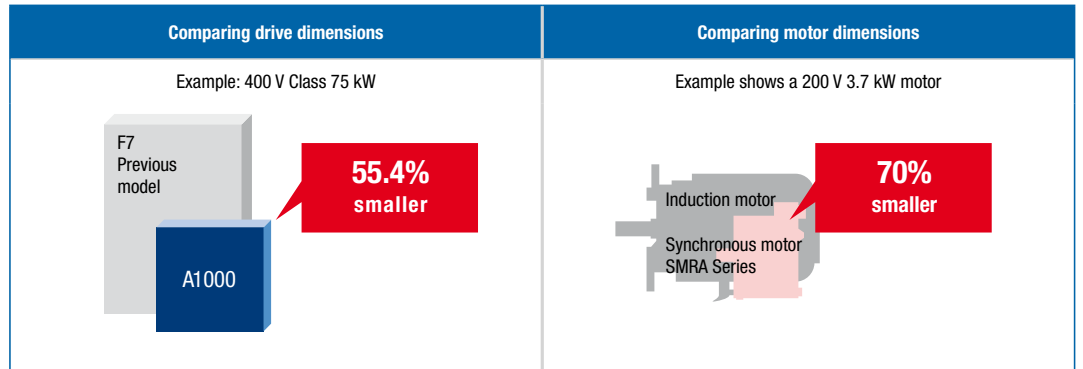 Comparing drive dimensions
Example: 400 V Class 75 kW
F7
Previous
model
55.4%
smaller
A1000
Comparing motor dimensions
Example shows a 200 V 3.7 kW motor
Induction motor
70%
smaller
Synchronous motor
SMRA Series